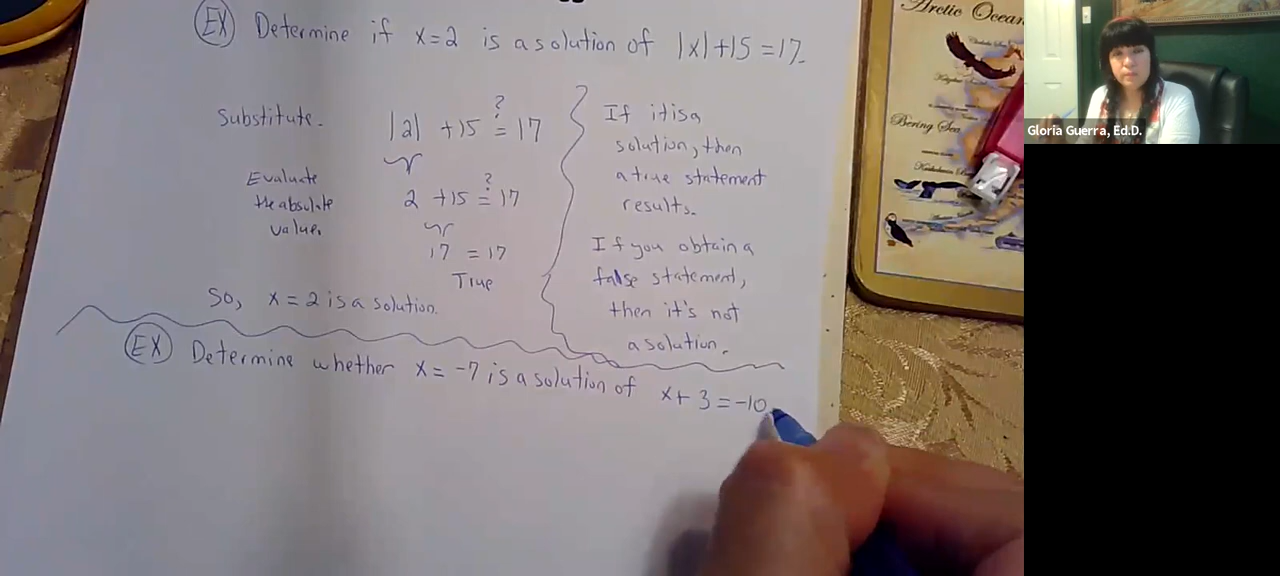 EX Determine if x=2 is a solution of |x|+15=17.
Substitute. |2| +15 ≟ 17
Evaluate the absolute value.
2 +15 ≟ 17
17 = 17
True
So, x=2 is a solution.
If it is a
solution, then
a true statement
results.
If you obtain a
false statement,
then it's not
a solution.
EX Determine whether x= -7 is a solution of x+3=-10
Arctic Ocean
Bering Sea
Gloria Guerra, Ed.D.